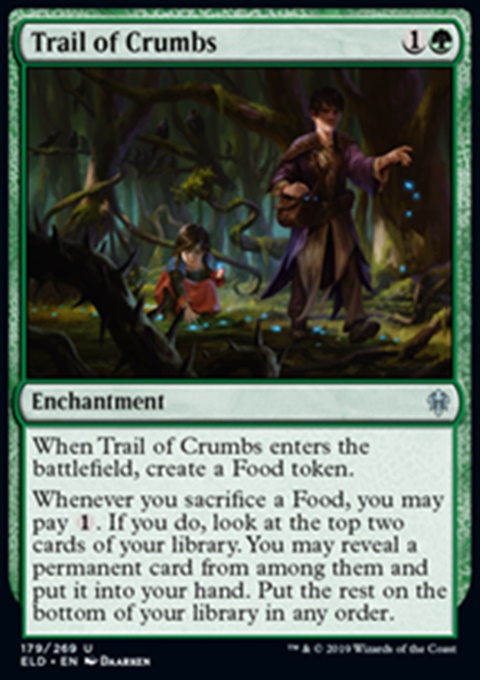 Trail of Crumbs 1
Enchantment
When Trail of Crumbs enters the
battlefield, create a Food token.
Whenever you sacrifice a Food, you may
pay 1. If you do, look at the top two
cards of your library. You may reveal a
permanent card from among them and
put it into your hand. Put the rest on the
bottom of your library in any order.
179/269 U
ELD • EN Daarken
™ & © 2019 Wizards of the Coast